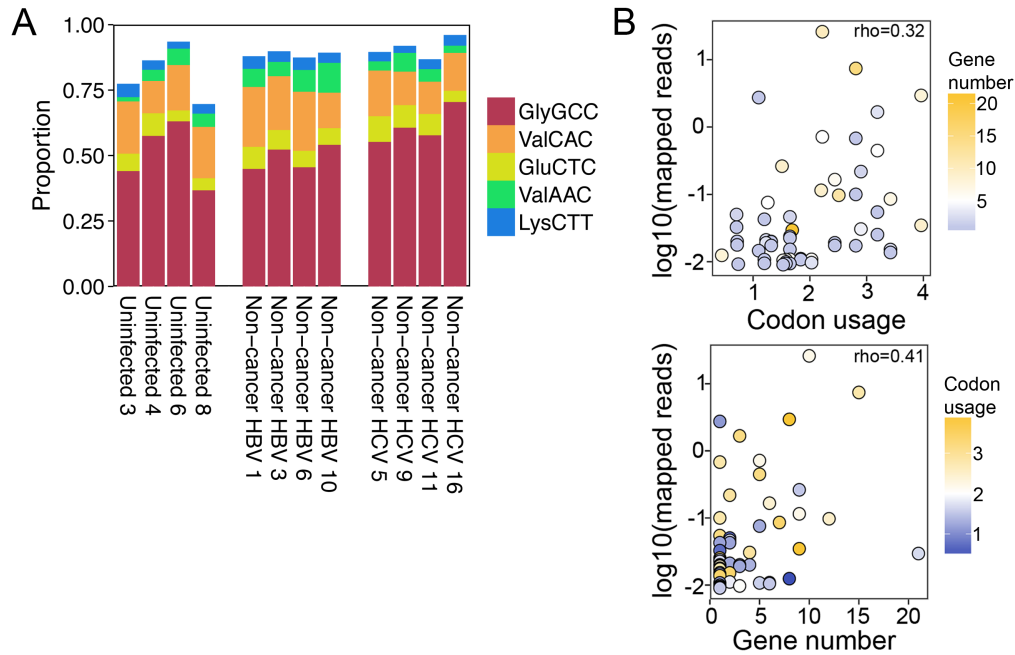 A
Proportion
1.00
0.75
0.50
0.25
0.00
Uninfected 3
Uninfected 4
Uninfected 6
Uninfected 8
Non−cancer HBV 1
Non−cancer HBV 3
Non−cancer HBV 6
Non−cancer HBV 10
Non−cancer HCV 5
Non−cancer HCV 9
Non−cancer HCV 11
Non−cancer HCV 16
GlyGCC
ValCAC
GluCTC
ValAAC
LysCTT
B
log10(mapped reads)
rho=0.32
1
0
-1
-2
1 2 3 4
Codon usage
Gene
number
20
15
10
5
log10(mapped reads)
rho=0.41
1
0
-1
-2
0 5 10 15 20
Gene number
Codon
usage
3
2
1